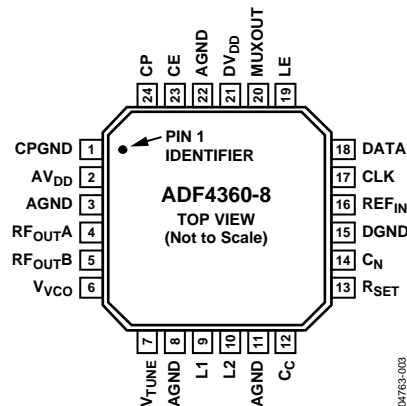 CP
CE
AGND
DVDD
MUXOUT
LE
24
23
22
21
20
19
CPGND 1
AVDD 2
AGND 3
RFOUTA 4
RFOUTB 5
VVCO 6
PIN 1
IDENTIFIER
ADF4360-8
TOP VIEW
(Not to Scale)
18 DATA
17 CLK
16 REFIN
15 DGND
14 CN
13 RSET
7
8
9
10
11
12
VTUNE
AGND
L1
L2
AGND
CC
04763-003